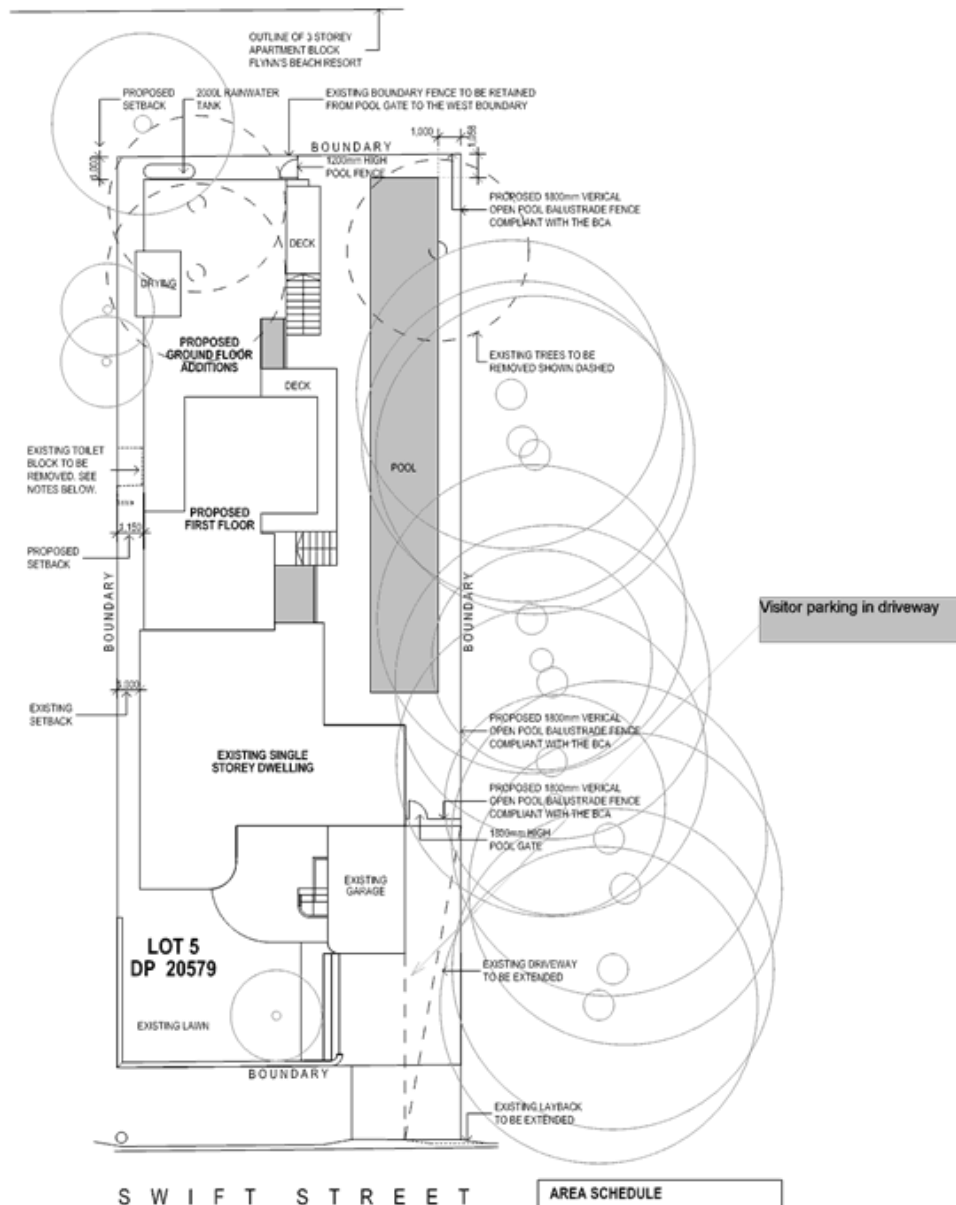 OUTLINE OF 3 STOREY
APARTMENT BLOCK
FLYNN'S BEACH RESORT
PROPOSED
SETBACK
2000L RAINWATER
TANK
EXISTING BOUNDARY FENCE TO BE RETAINED
FROM POOL GATE TO THE WEST BOUNDARY
1,000
BOUNDARY
1200mm HIGH
POOL FENCE
PROPOSED 1800mm VERICAL
OPEN POOL BALUSTRADE FENCE
COMPLIANT WITH THE BCA
DECK
DRYING
PROPOSED
GROUND FLOOR
ADDITIONS
EXISTING TREES TO BE
REMOVED SHOWN DASHED
DECK
EXISTING TOILET
BLOCK TO BE
REMOVED. SEE
NOTES BELOW.
POOL
PROPOSED
FIRST FLOOR
PROPOSED
SETBACK
BOUNDARY
BOUNDARY
Visitor parking in driveway
EXISTING
SETBACK
PROPOSED 1800mm VERICAL
OPEN POOL BALUSTRADE FENCE
COMPLIANT WITH THE BCA
EXISTING SINGLE
STOREY DWELLING
PROPOSED 1800mm VERICAL
OPEN POOL BALUSTRADE FENCE
COMPLIANT WITH THE BCA
1800mm HIGH
POOL GATE
EXISTING
GARAGE
LOT 5
DP 20579
EXISTING DRIVEWAY
TO BE EXTENDED
EXISTING LAWN
BOUNDARY
EXISTING LAYBACK
TO BE EXTENDED
SWIFT STREET
AREA SCHEDULE